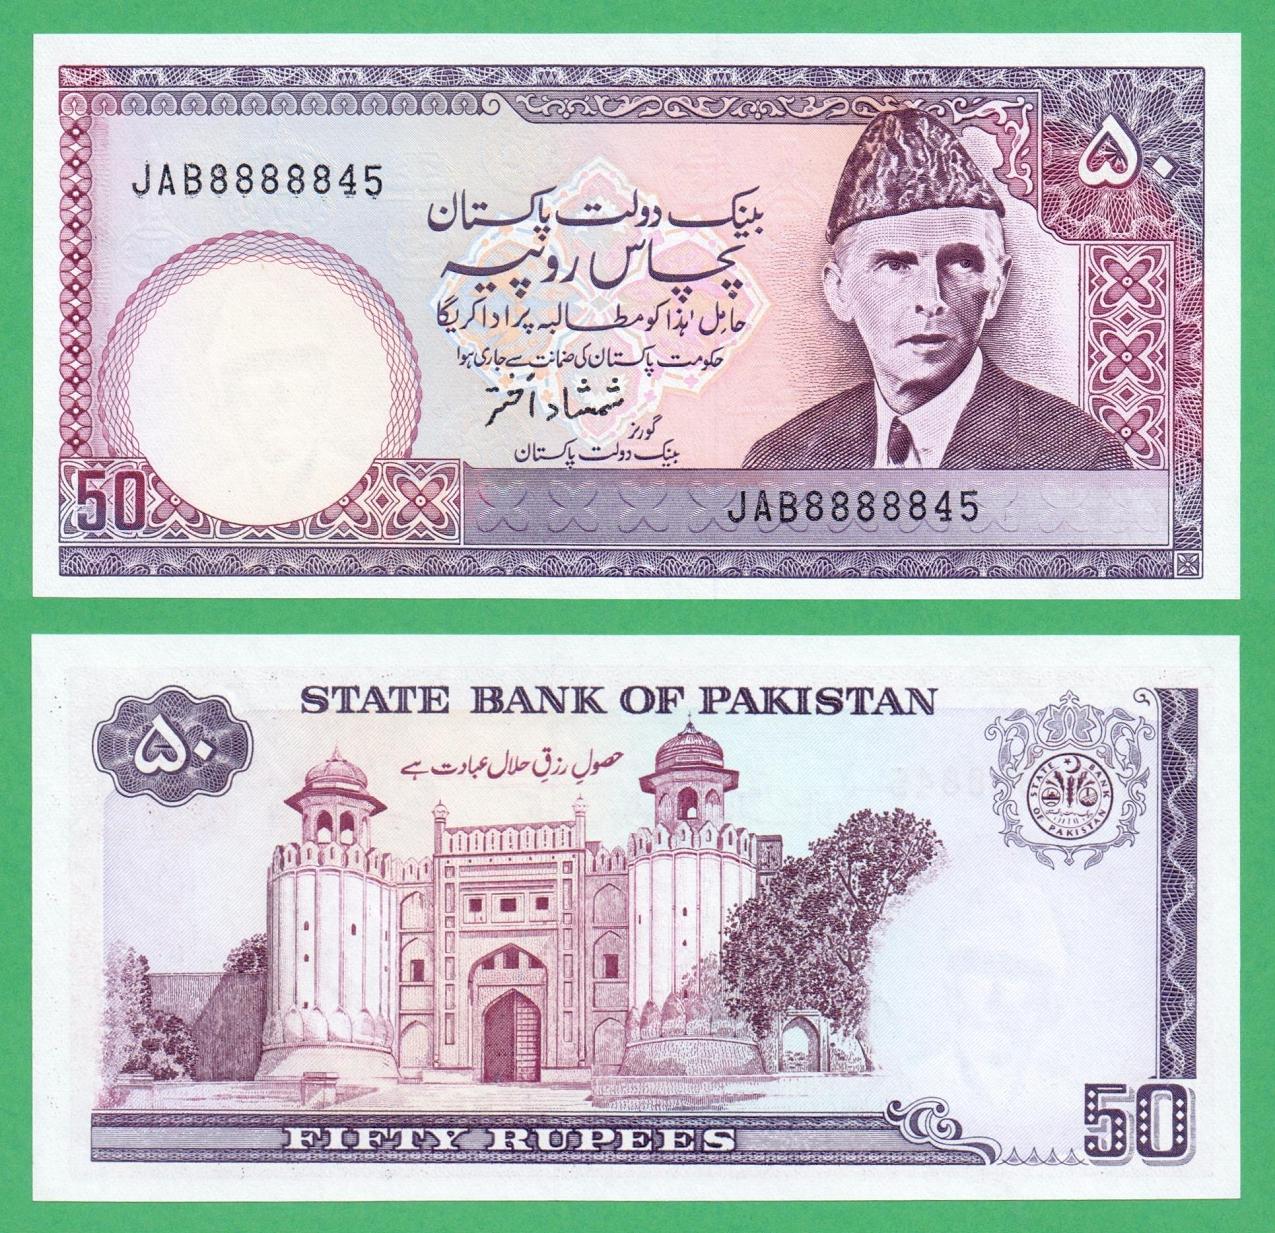 ۵۰
JAB8888845
بینک دولت پاکستان
پچاس روپیہ
حامل ہٰذا کو مطالبہ پر ادا کریگا
حکومت پاکستان کی ضمانت سے جاری ہوا
شمشاد اختر
گورنر
بینک دولت پاکستان
50
JAB8888845
STATE BANK OF PAKISTAN
۵۰
حصولِ رزقِ حلال عبادت ہے
STATE BANK
OF PAKISTAN
FIFTY RUPEES
50